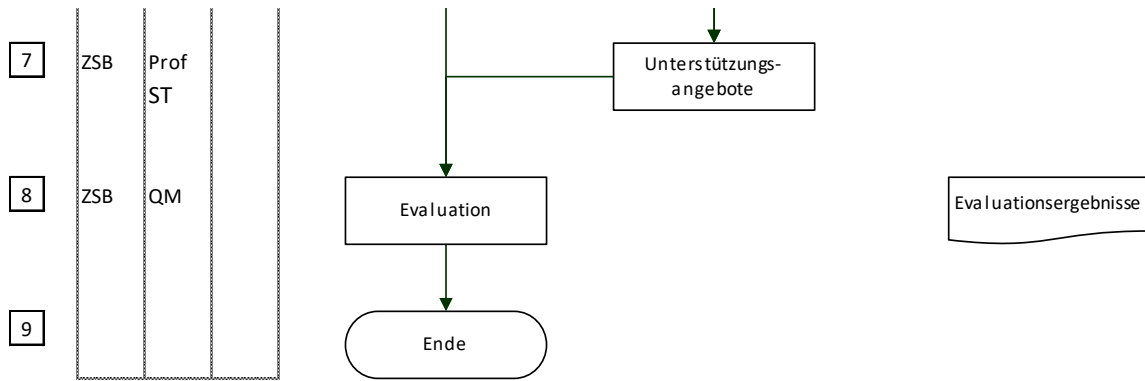 7 ZSB Prof Unterstützungs-
ST angebote
8 ZSB QM Evaluation Evaluationsergebnisse
9 Ende